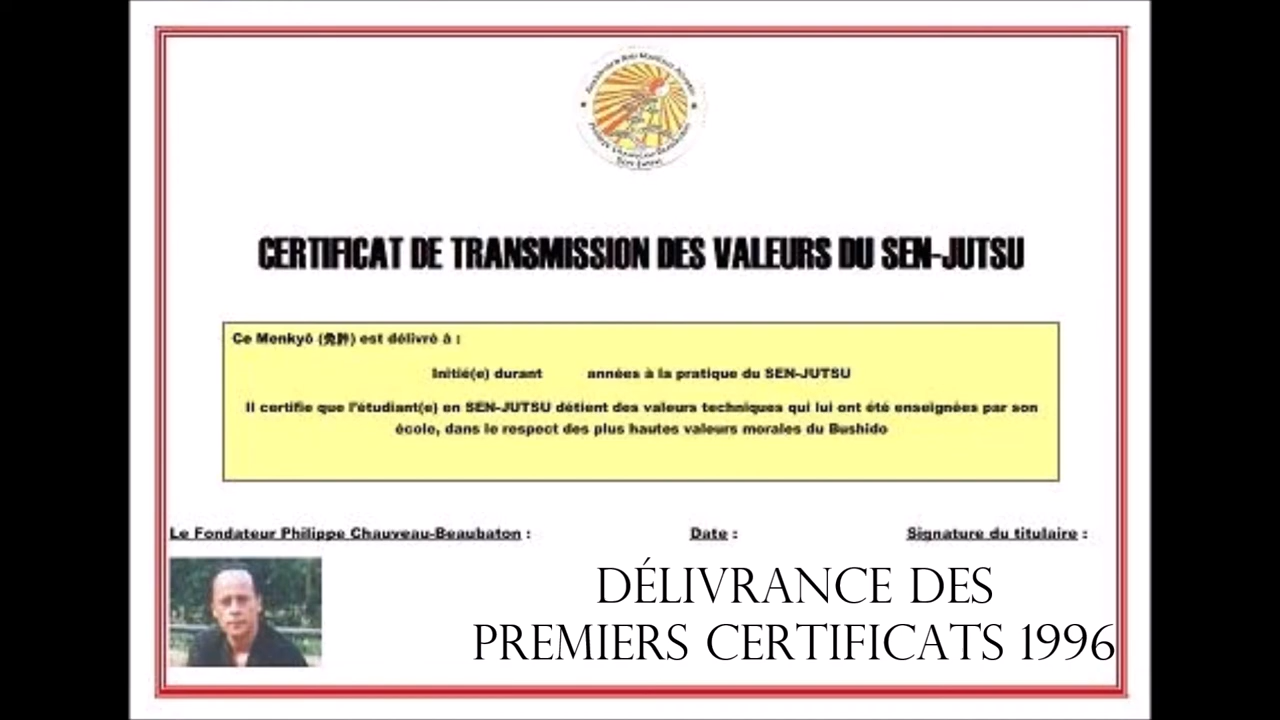 CERTIFICAT DE TRANSMISSION DES VALEURS DU SEN-JUTSU
Ce Menkyô (免許) est délivré à :
Initié(e) durant années à la pratique du SEN-JUTSU
Il certifie que l'étudiant(e) en SEN-JUTSU détient des valeurs techniques qui lui ont été enseignées par son
école, dans le respect des plus hautes valeurs morales du Bushido
Le Fondateur Philippe Chauveau-Beaubaton :
Date :
Signature du titulaire :
DÉLIVRANCE DES
PREMIERS CERTIFICATS 1996